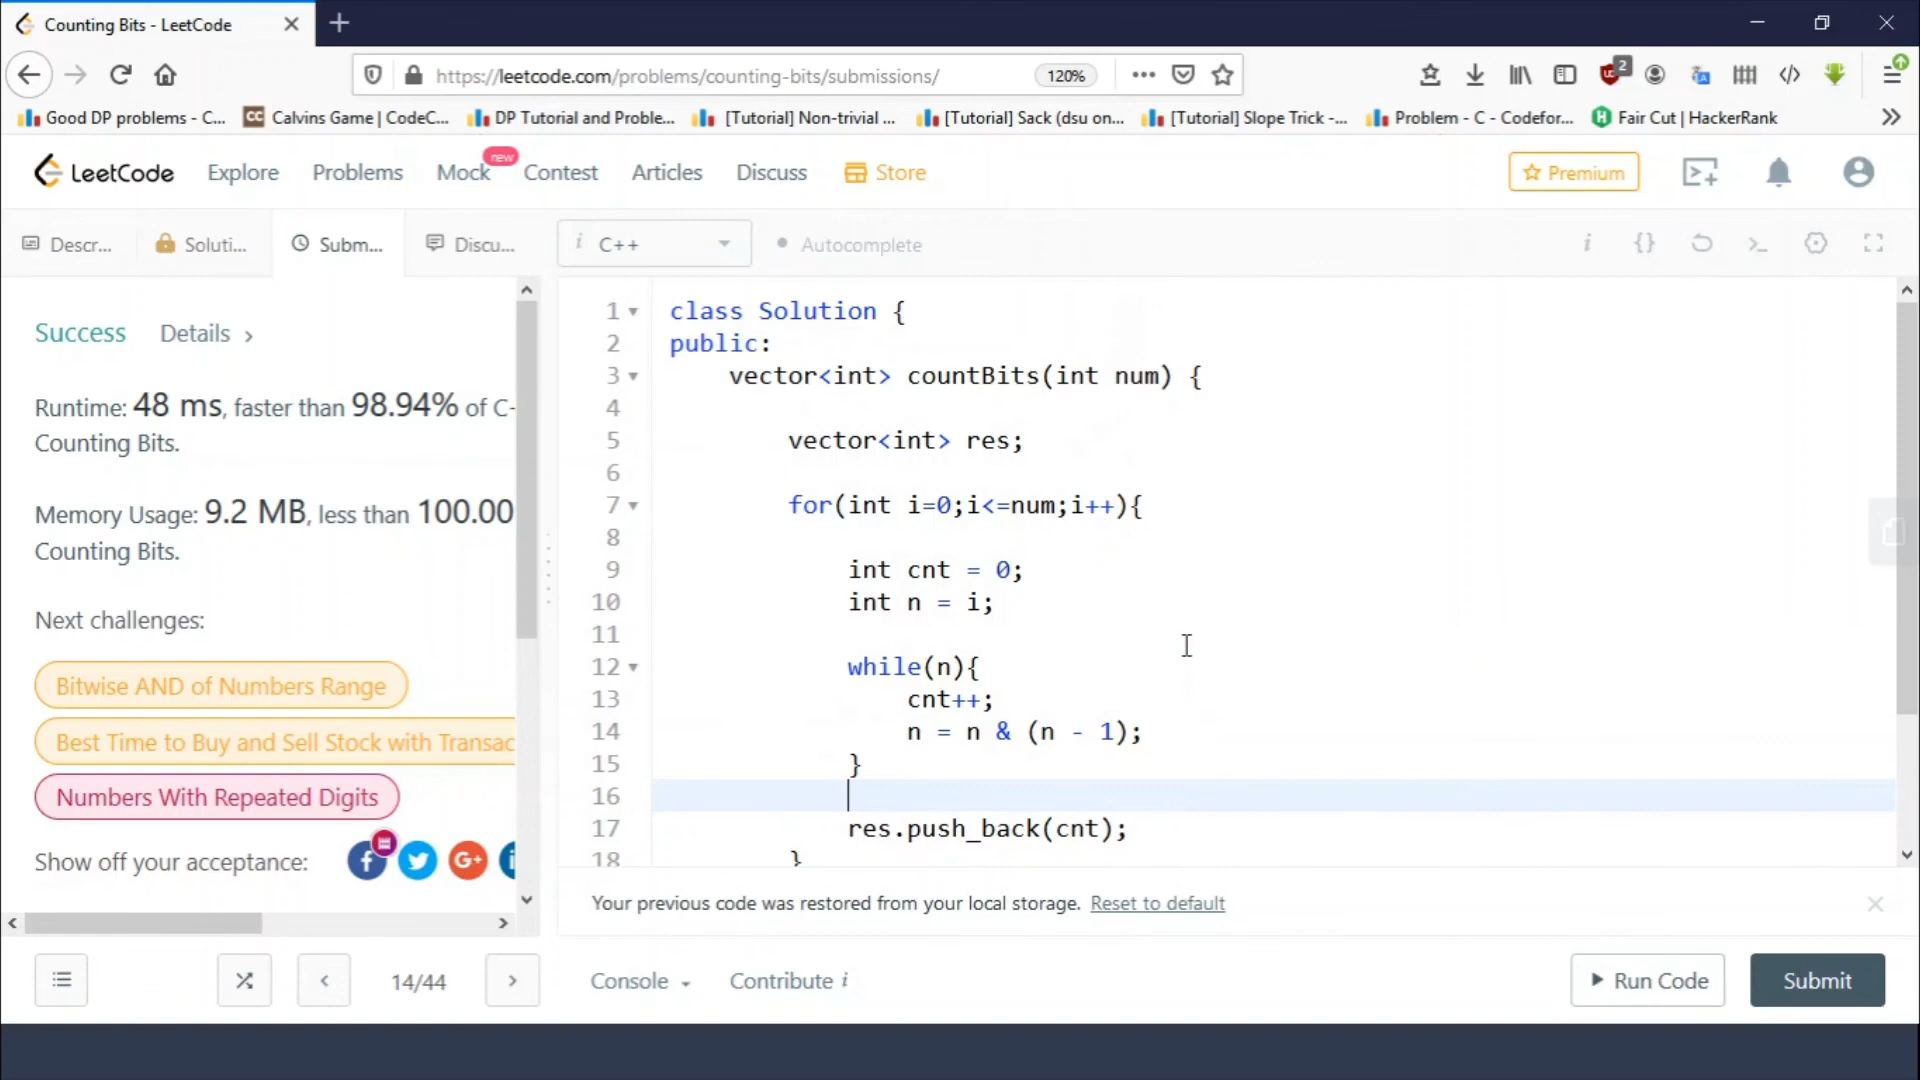 Counting Bits - LeetCode
https://leetcode.com/problems/counting-bits/submissions/
120%
2
Good DP problems - C...
Calvins Game | CodeC...
DP Tutorial and Proble...
[Tutorial] Non-trivial ...
[Tutorial] Sack (dsu on...
[Tutorial] Slope Trick -...
Problem - C - Codefor...
Fair Cut | HackerRank
LeetCode
Explore
Problems
Mock
new
Contest
Articles
Discuss
Store
Premium
Descr...
Soluti...
Subm...
Discu...
i C++
Autocomplete
Success
Details
Runtime: 48 ms, faster than 98.94% of C-
Counting Bits.
Memory Usage: 9.2 MB, less than 100.00
Counting Bits.
Next challenges:
Bitwise AND of Numbers Range
Best Time to Buy and Sell Stock with Transac
Numbers With Repeated Digits
Show off your acceptance:
1 class Solution {
2 public:
3 vector<int> countBits(int num) {
4
5 vector<int> res;
6
7 for(int i=0;i<=num;i++){
8
9 int cnt = 0;
10 int n = i;
11
12 while(n){
13 cnt++;
14 n = n & (n - 1);
15 }
16
17 res.push_back(cnt);
18 }
Your previous code was restored from your local storage. Reset to default
14/44
Console
Contribute i
Run Code
Submit